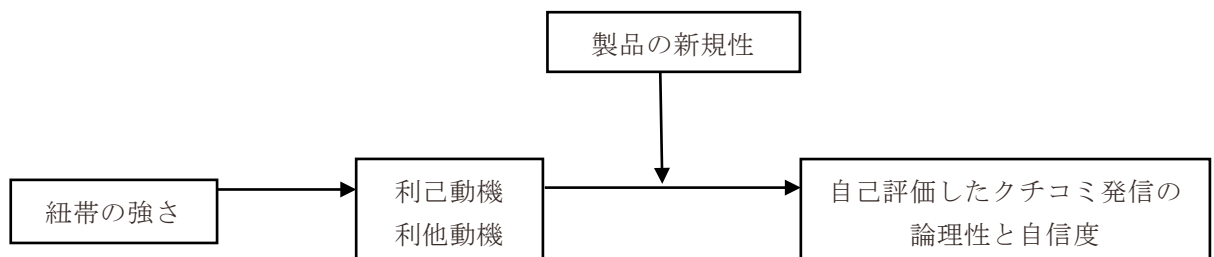 製品の新規性
紐帯の強さ
利己動機
利他動機
自己評価したクチコミ発信の
論理性と自信度